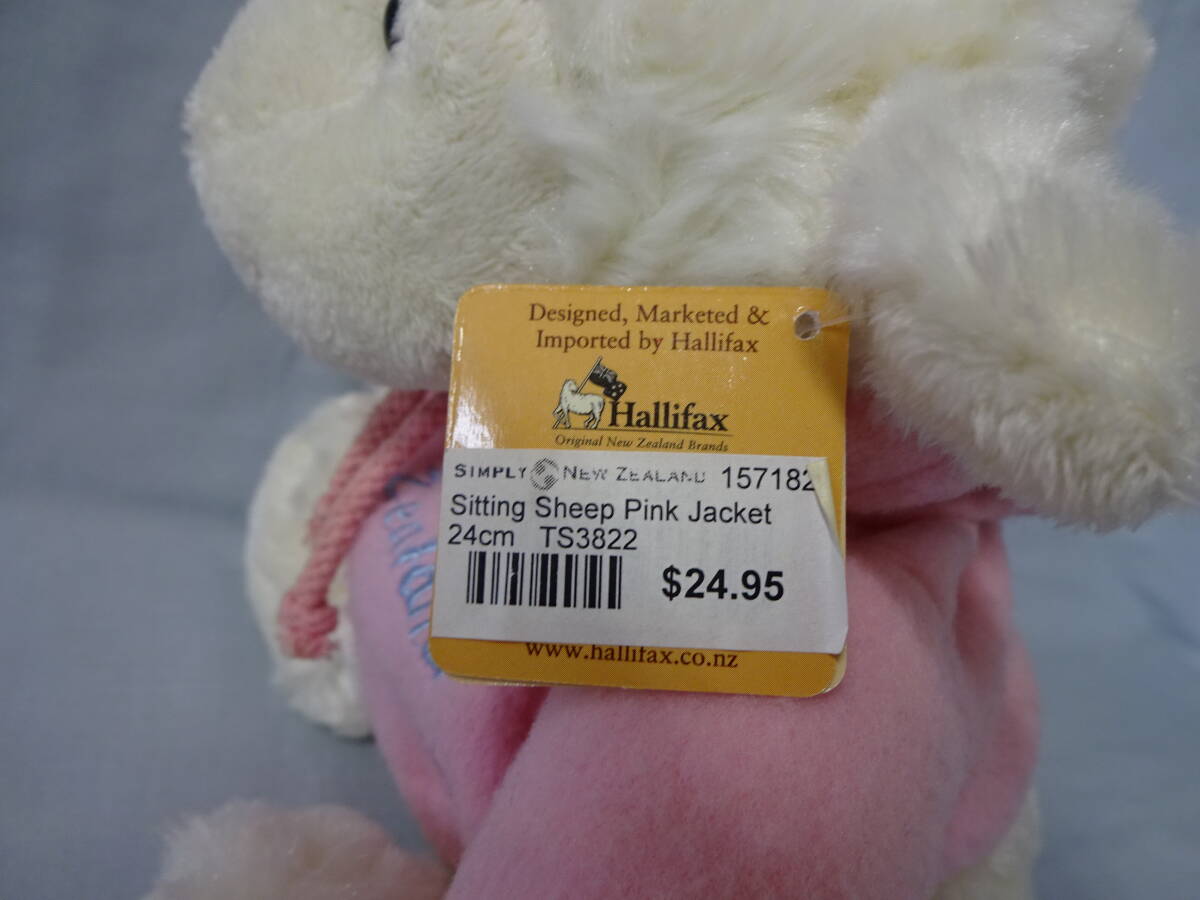 Designed, Marketed &
Imported by Hallifax
Hallifax
Original New Zealand Brands
SIMPLY NEW ZEALAND 157182
Sitting Sheep Pink Jacket
24cm TS3822
$24.95
www.hallifax.co.nz